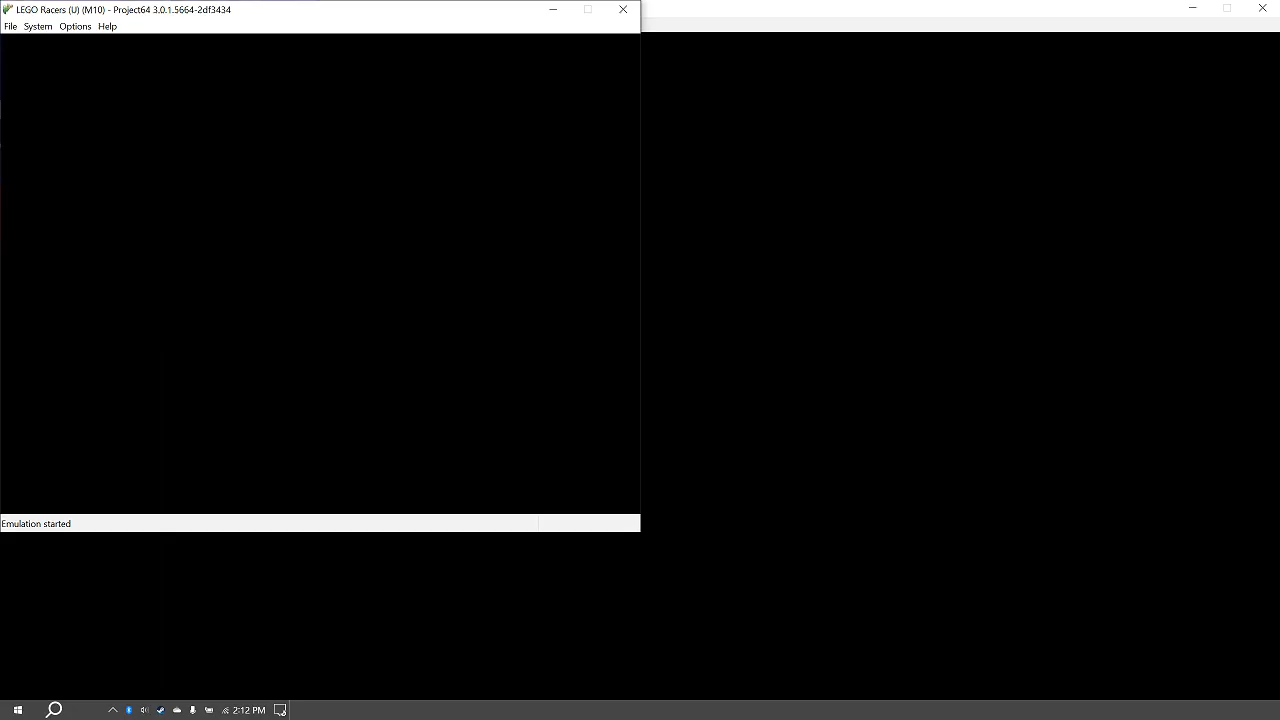 LEGO Racers (U) (M10) - Project64 3.0.1.5664-2df3434
File System Options Help
Emulation started
2:12 PM